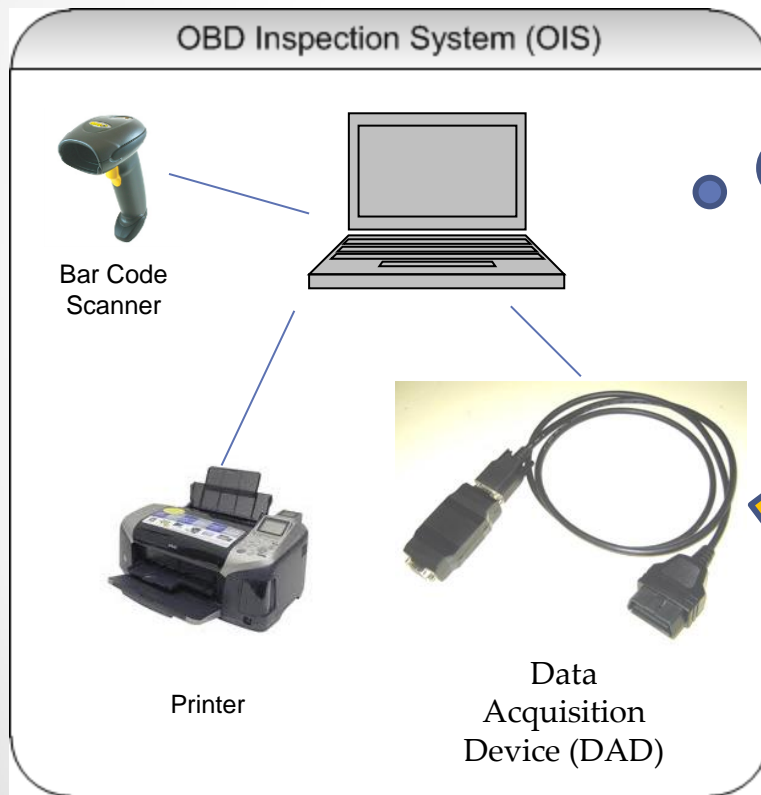 OBD Inspection System (OIS)
Bar Code
Scanner
Printer
Data
Acquisition
Device (DAD)